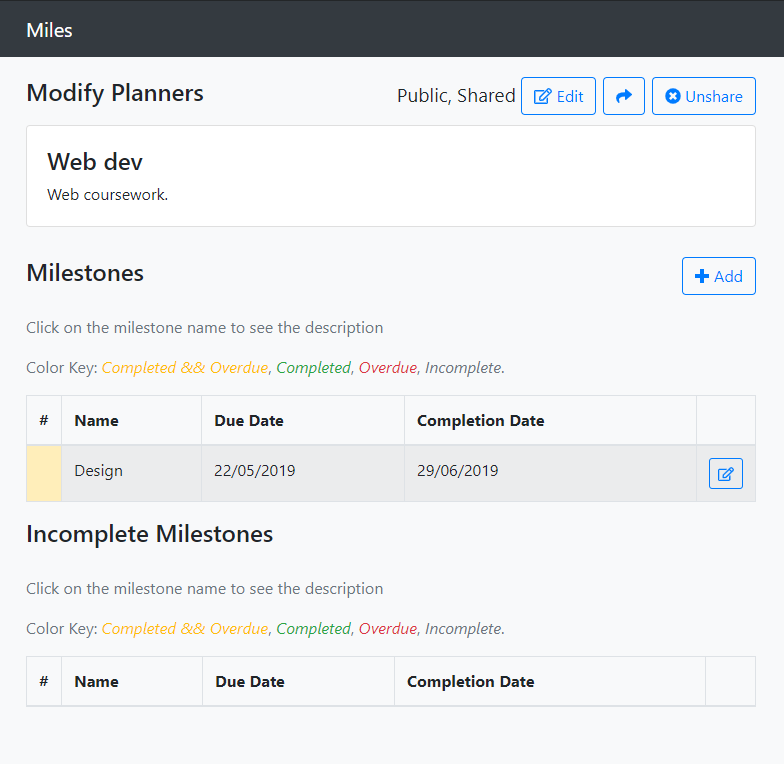 Miles
Modify Planners Public, Shared Edit Unshare
Web dev
Web coursework.
Milestones Add
Click on the milestone name to see the description
Color Key: Completed && Overdue, Completed, Overdue, Incomplete.
# Name Due Date Completion Date
Design 22/05/2019 29/06/2019
Incomplete Milestones
Click on the milestone name to see the description
Color Key: Completed && Overdue, Completed, Overdue, Incomplete.
# Name Due Date Completion Date